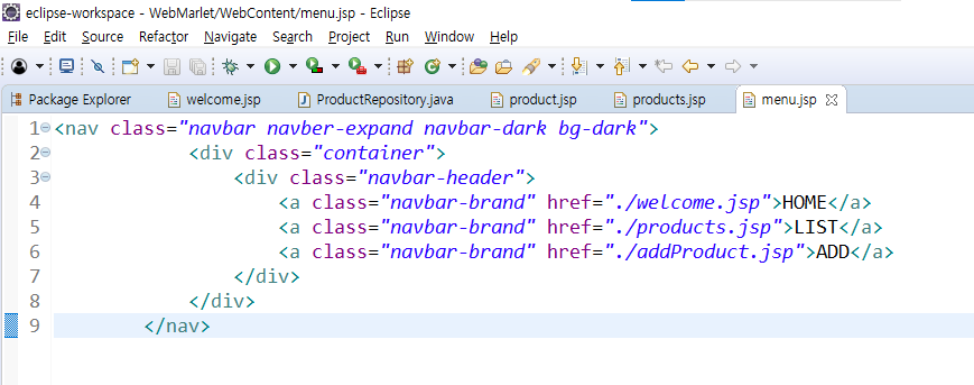 eclipse-workspace - WebMarlet/WebContent/menu.jsp - Eclipse
File Edit Source Refactor Navigate Search Project Run Window Help
Package Explorer welcome.jsp ProductRepository.java product.jsp products.jsp menu.jsp
1 <nav class="navbar navber-expand navbar-dark bg-dark">
2 <div class="container">
3 <div class="navbar-header">
4 <a class="navbar-brand" href="./welcome.jsp">HOME</a>
5 <a class="navbar-brand" href="./products.jsp">LIST</a>
6 <a class="navbar-brand" href="./addProduct.jsp">ADD</a>
7 </div>
8 </div>
9 </nav>